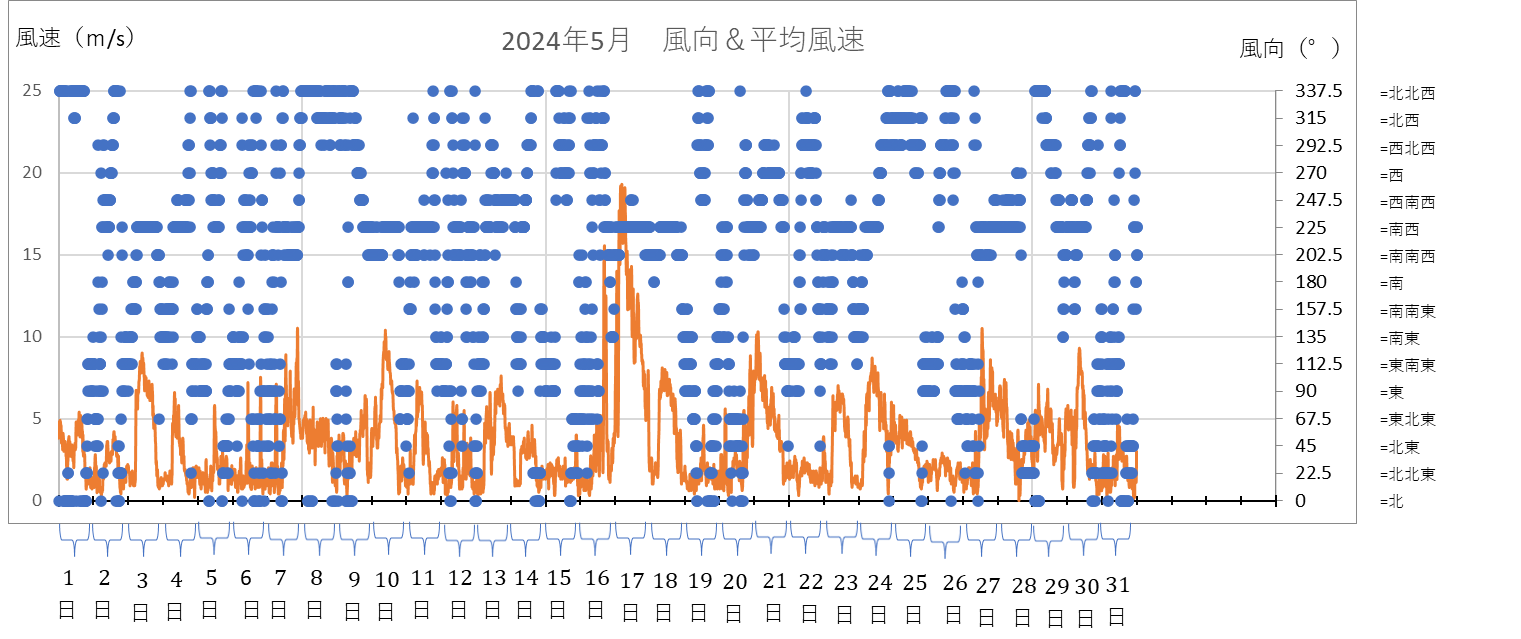 2024年5月　風向＆平均風速
風速（m/s）
風向（°）
25 337.5 =北北西
315 =北西
292.5 =西北西
20 270 =西
247.5 =西南西
225 =南西
15 202.5 =南南西
180 =南
157.5 =南南東
10 135 =南東
112.5 =東南東
90 =東
5 67.5 =東北東
45 =北東
22.5 =北北東
0 0 =北
1 2 3 4 5 6 7 8 9 10 11 12 13 14 15 16 17 18 19 20 21 22 23 24 25 26 27 28 29 30 31
日 日 日 日 日 日 日 日 日 日 日 日 日 日 日 日 日 日 日 日 日 日 日 日 日 日 日 日 日 日 日